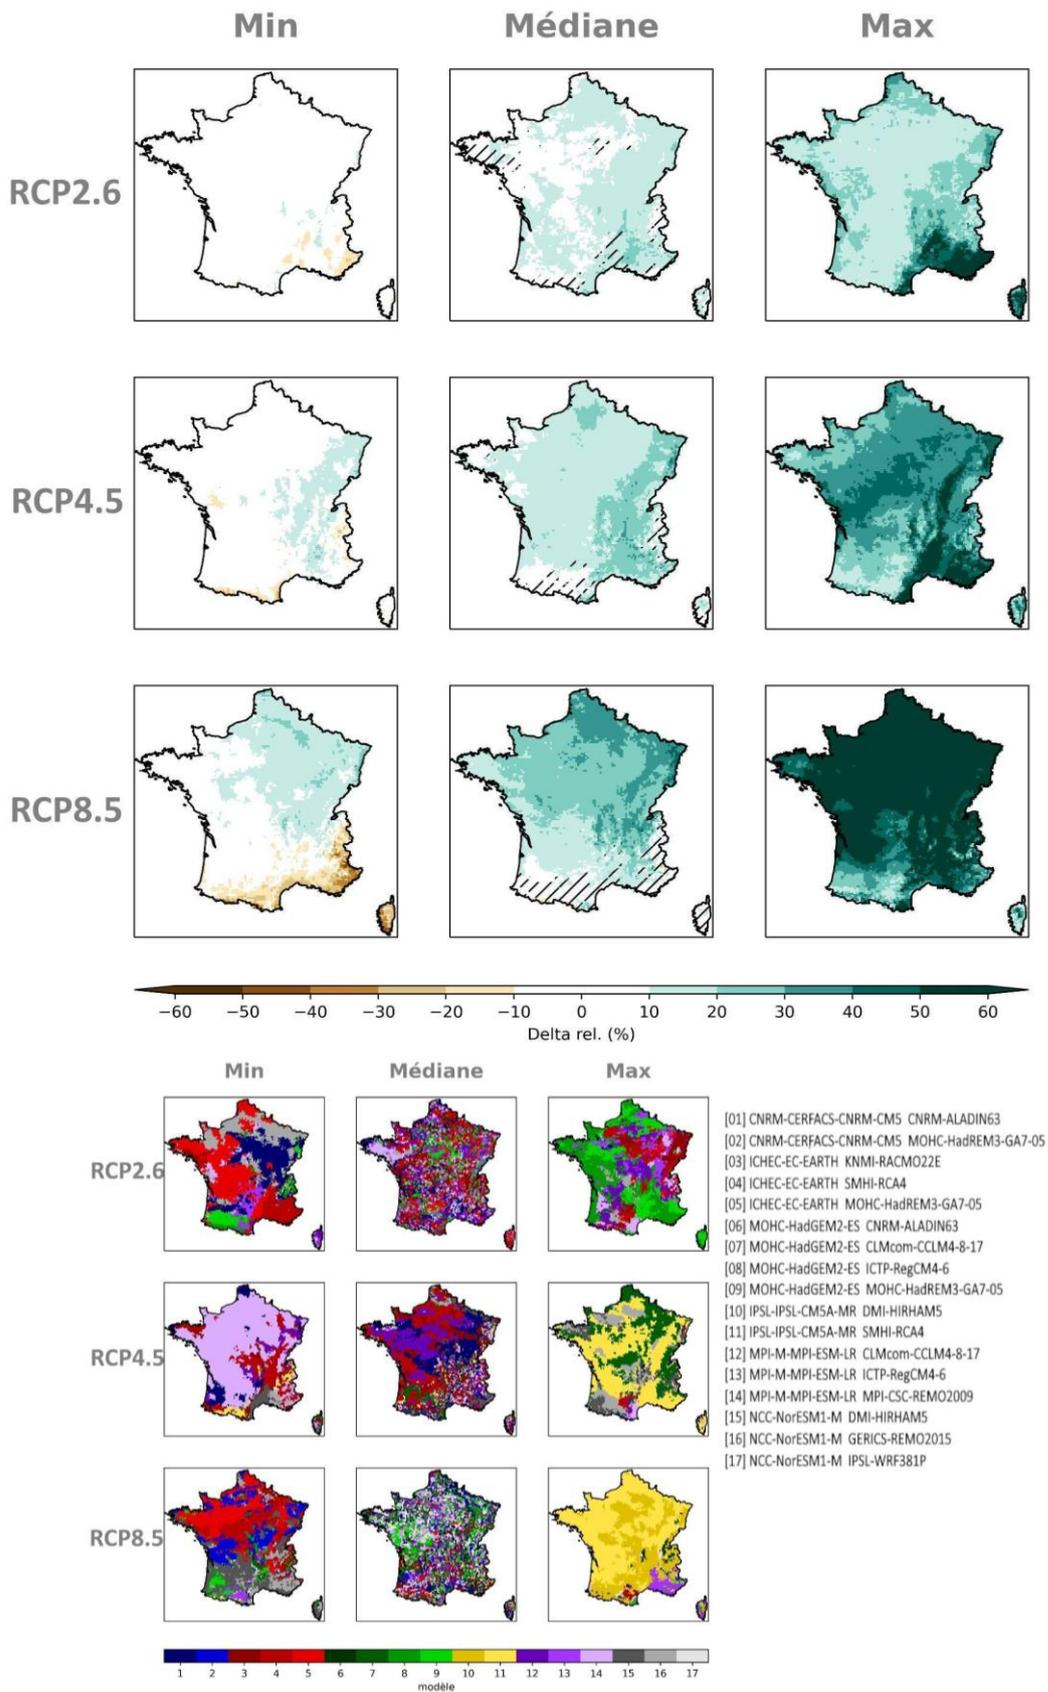 Min Médiane Max
RCP2.6
RCP4.5
RCP8.5
−60 −50 −40 −30 −20 −10 0 10 20 30 40 50 60
Delta rel. (%)
Min Médiane Max
RCP2.6
RCP4.5
RCP8.5
[01] CNRM-CERFACS-CNRM-CM5 CNRM-ALADIN63
[02] CNRM-CERFACS-CNRM-CM5 MOHC-HadREM3-GA7-05
[03] ICHEC-EC-EARTH KNMI-RACMO22E
[04] ICHEC-EC-EARTH SMHI-RCA4
[05] ICHEC-EC-EARTH MOHC-HadREM3-GA7-05
[06] MOHC-HadGEM2-ES CNRM-ALADIN63
[07] MOHC-HadGEM2-ES CLMcom-CCLM4-8-17
[08] MOHC-HadGEM2-ES ICTP-RegCM4-6
[09] MOHC-HadGEM2-ES MOHC-HadREM3-GA7-05
[10] IPSL-IPSL-CM5A-MR DMI-HIRHAM5
[11] IPSL-IPSL-CM5A-MR SMHI-RCA4
[12] MPI-M-MPI-ESM-LR CLMcom-CCLM4-8-17
[13] MPI-M-MPI-ESM-LR ICTP-RegCM4-6
[14] MPI-M-MPI-ESM-LR MPI-CSC-REMO2009
[15] NCC-NorESM1-M DMI-HIRHAM5
[16] NCC-NorESM1-M GERICS-REMO2015
[17] NCC-NorESM1-M IPSL-WRF381P
1 2 3 4 5 6 7 8 9 10 11 12 13 14 15 16 17
modèle